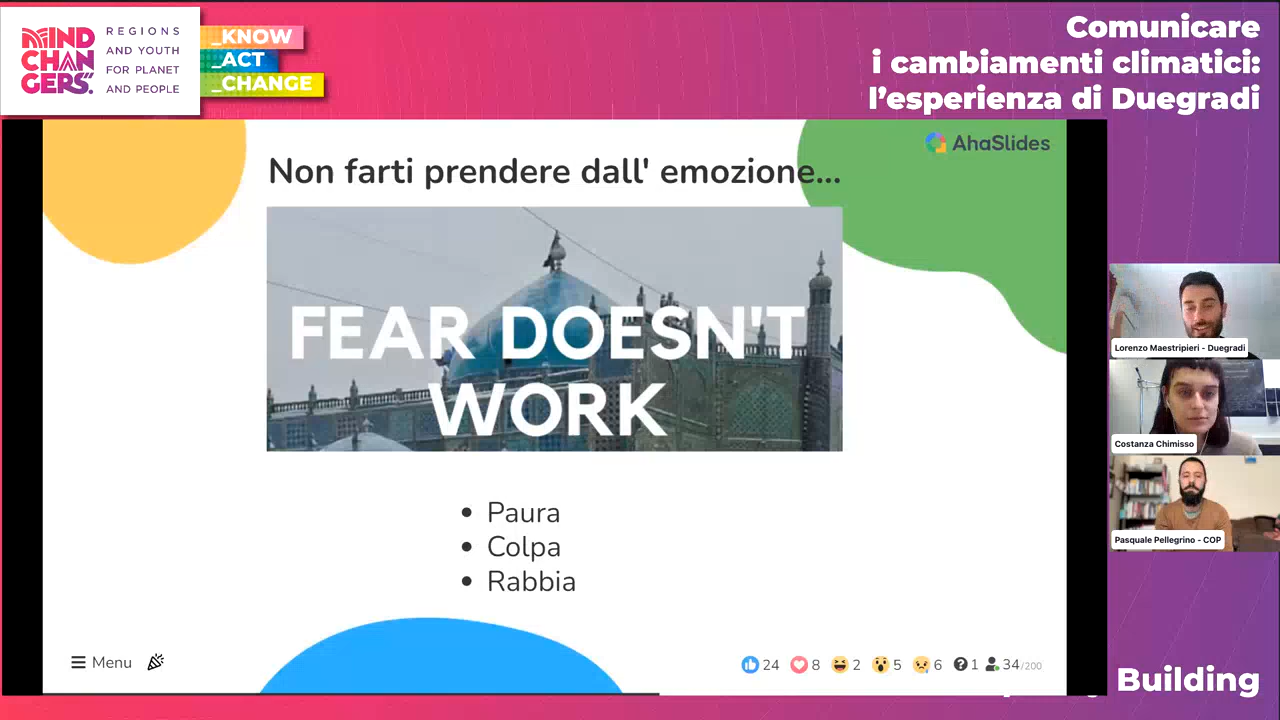 MIND
CHAN
GERS.
REGIONS
AND YOUTH
FOR PLANET
AND PEOPLE
_KNOW
_ACT
_CHANGE
Comunicare
i cambiamenti climatici:
l'esperienza di Duegradi
AhaSlides
Non farti prendere dall' emozione...
FEAR DOESN'T
WORK
• Paura
• Colpa
• Rabbia
Lorenzo Maestripieri - Duegradi
Costanza Chimisso
Pasquale Pellegrino - COP
Menu
24 8 2 5 6 1 34/200
Building